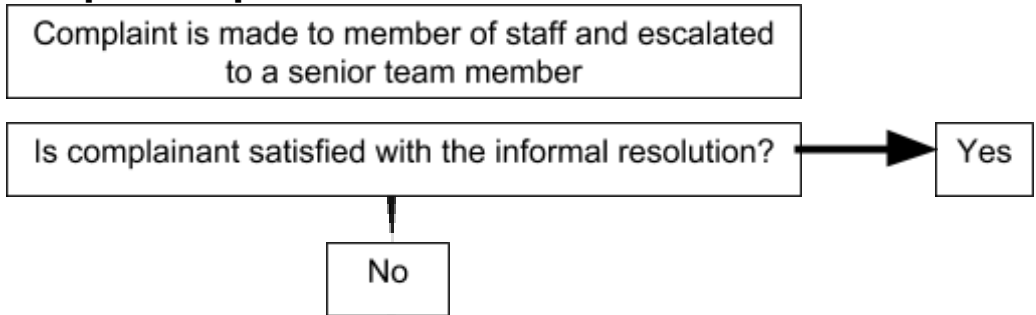 Complaint is made to member of staff and escalated
to a senior team member
Is complainant satisfied with the informal resolution?
Yes
No